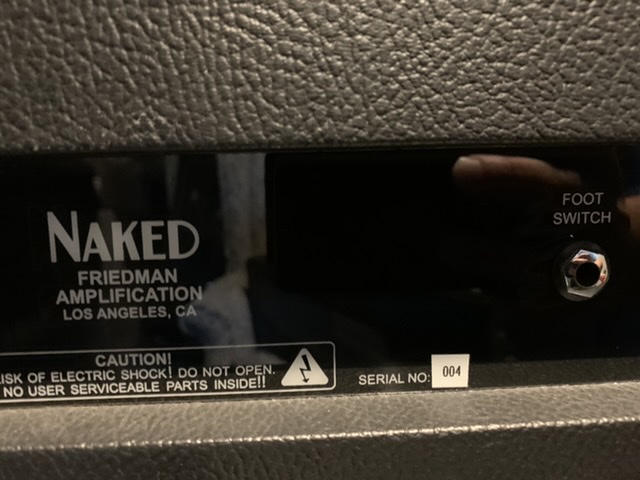 NAKED
FRIEDMAN
AMPLIFICATION
LOS ANGELES, CA
FOOT
SWITCH
CAUTION!
ISK OF ELECTRIC SHOCK! DO NOT OPEN.
NO USER SERVICEABLE PARTS INSIDE!!
SERIAL NO: 004